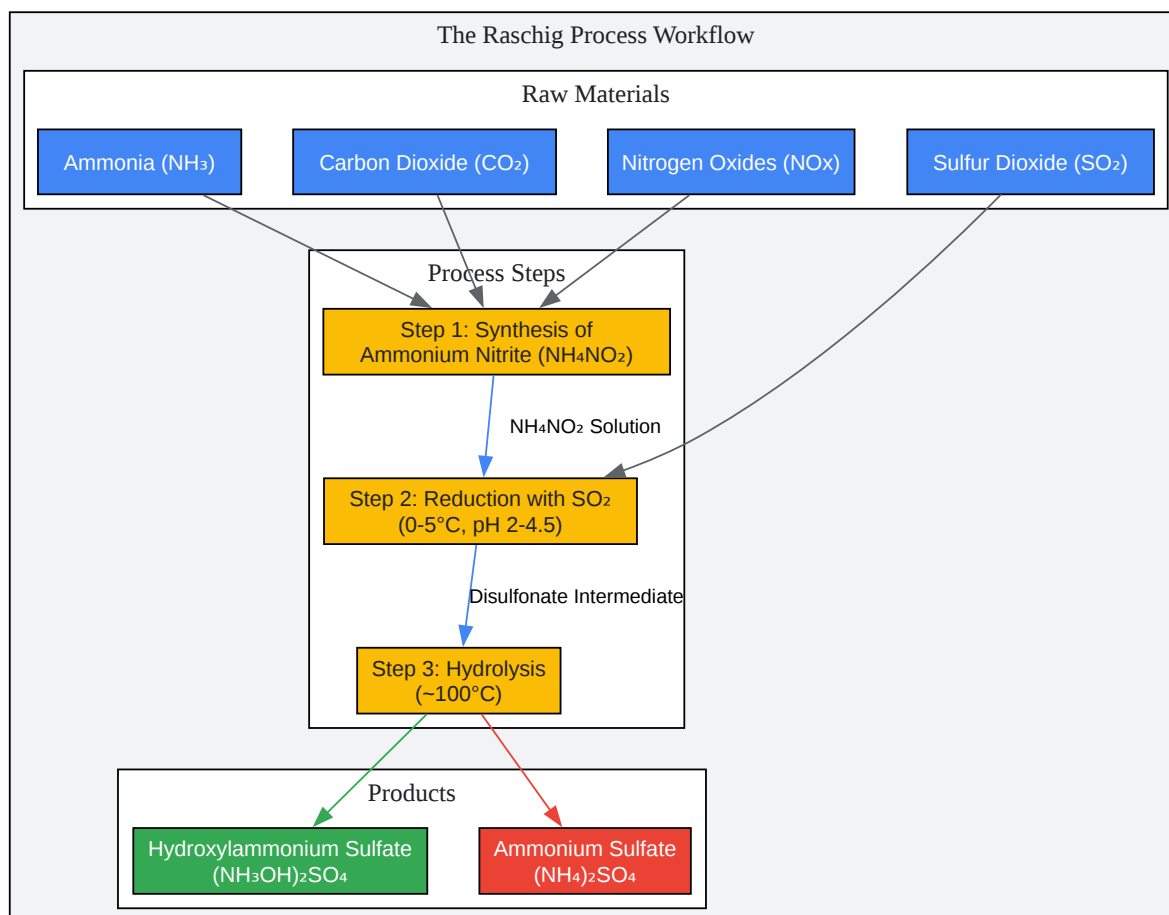 The Raschig Process Workflow
Raw Materials
Ammonia (NH₃)
Carbon Dioxide (CO₂)
Nitrogen Oxides (NOx)
Sulfur Dioxide (SO₂)
Process Steps
Step 1: Synthesis of
Ammonium Nitrite (NH₄NO₂)
NH₄NO₂ Solution
Step 2: Reduction with SO₂
(0-5°C, pH 2-4.5)
Disulfonate Intermediate
Step 3: Hydrolysis
(~100°C)
Products
Hydroxylammonium Sulfate
(NH₃OH)₂SO₄
Ammonium Sulfate
(NH₄)₂SO₄